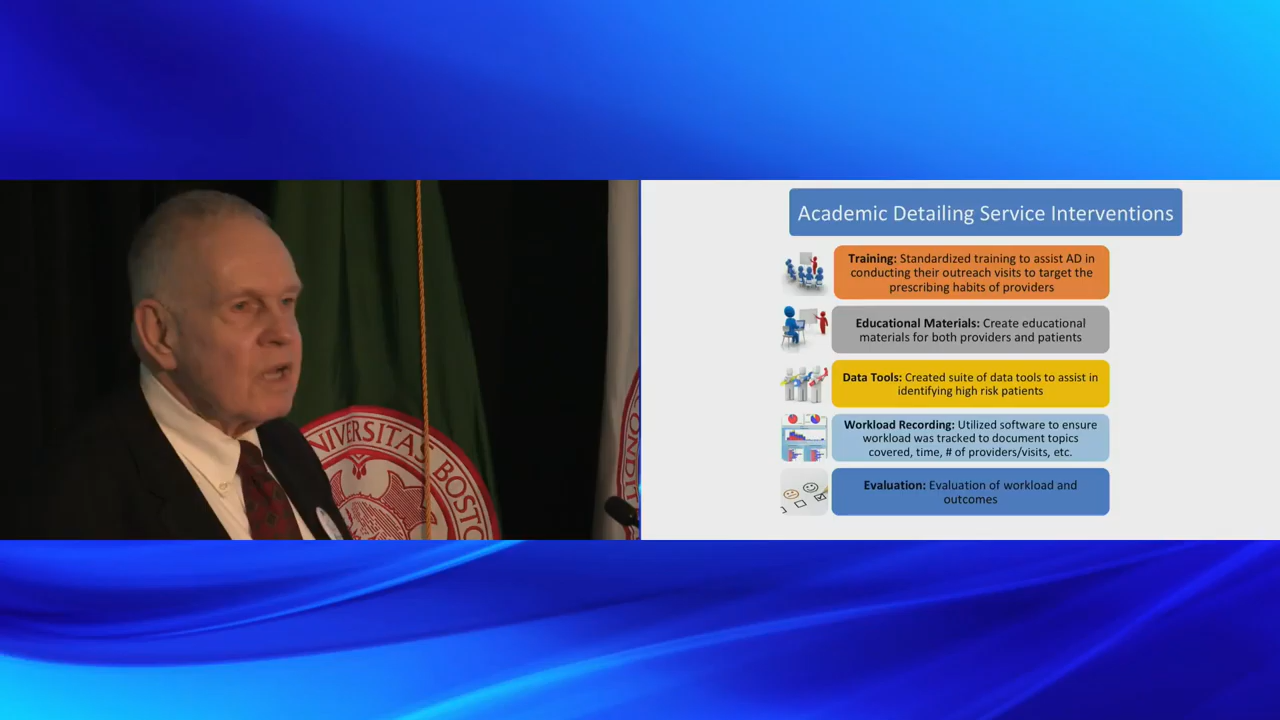 Academic Detailing Service Interventions
Training: Standardized training to assist AD in
conducting their outreach visits to target the
prescribing habits of providers
Educational Materials: Create educational
materials for both providers and patients
Data Tools: Created suite of data tools to assist in
identifying high risk patients
Workload Recording: Utilized software to ensure
workload was tracked to document topics
covered, time, # of providers/visits, etc.
Evaluation: Evaluation of workload and
outcomes
IVERSITAS BOSTO
CONDIT